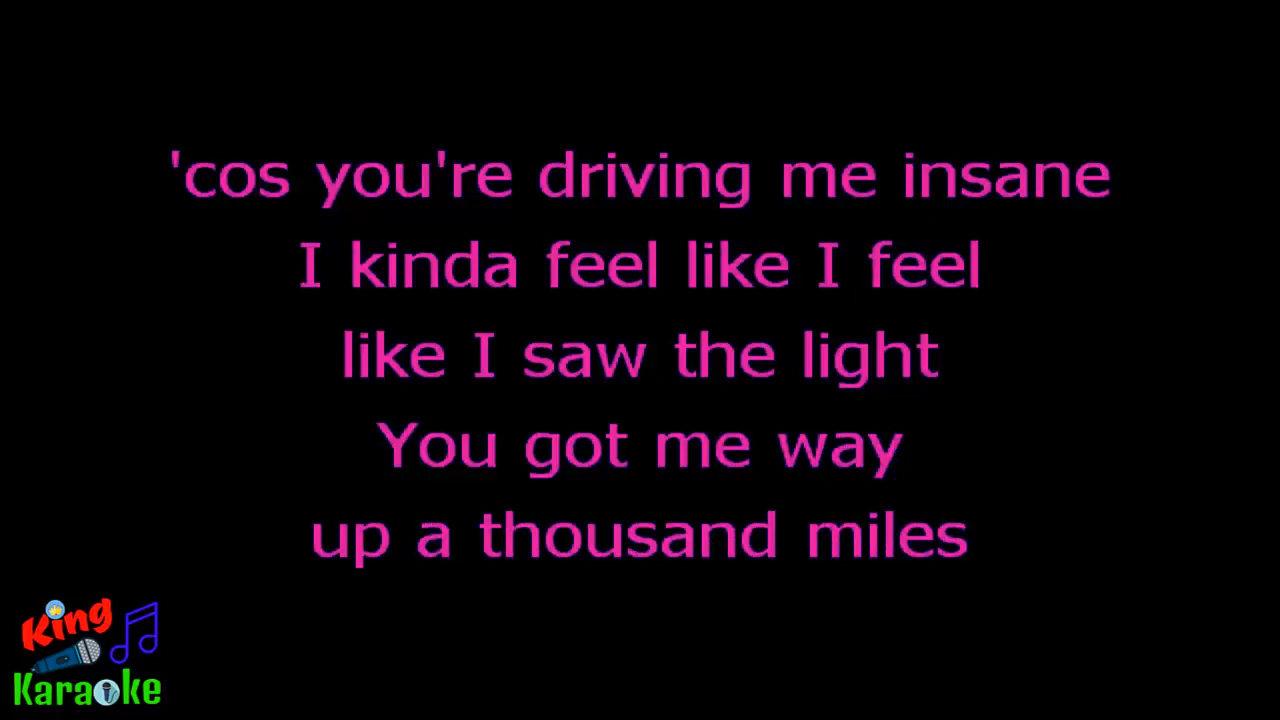 'cos you're driving me insane
I kinda feel like I feel
like I saw the light
You got me way
up a thousand miles
King
Karaoke